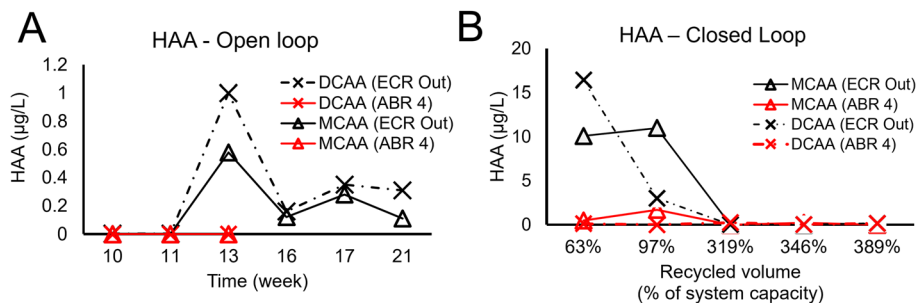 A
HAA - Open loop
1.2
1
0.8
0.6
0.4
0.2
0
HAA (µg/L)
10 11 13 16 17 21
Time (week)
DCAA (ECR Out)
DCAA (ABR 4)
MCAA (ECR Out)
MCAA (ABR 4)
B
HAA – Closed Loop
20
15
10
5
0
HAA (µg/L)
63% 97% 319% 346% 389%
Recycled volume
(% of system capacity)
MCAA (ECR Out)
MCAA (ABR 4)
DCAA (ECR Out)
DCAA (ABR 4)